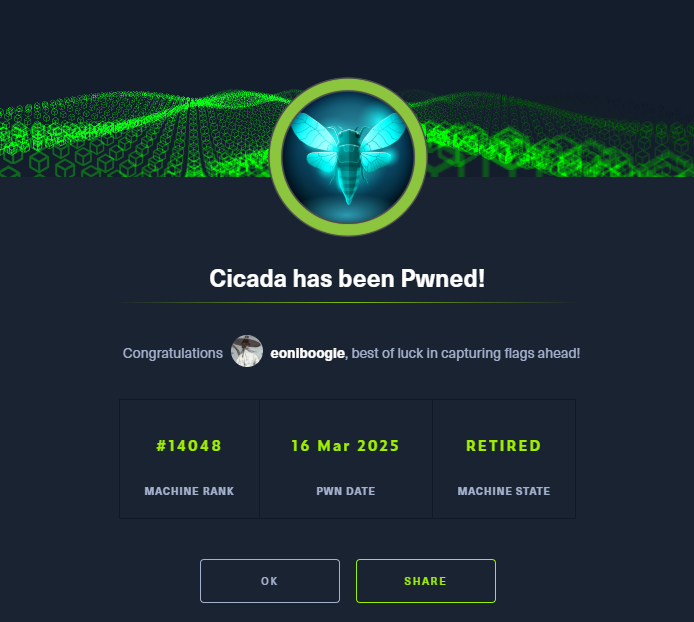 Cicada has been Pwned!
Congratulations eoniboogie, best of luck in capturing flags ahead!
#14048 16 Mar 2025 RETIRED
MACHINE RANK PWN DATE MACHINE STATE
OK SHARE